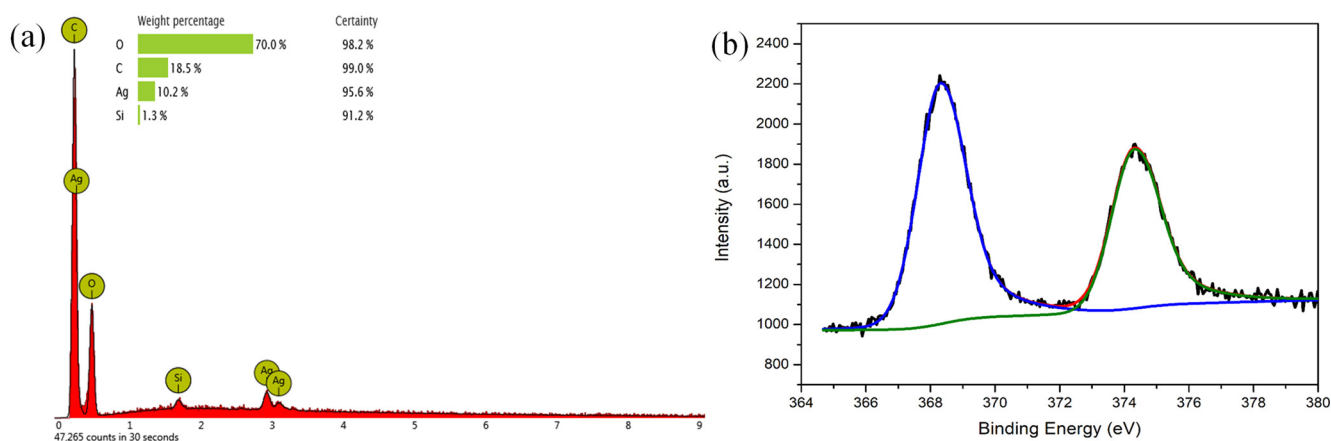 (a)
Weight percentage Certainty
O 70.0 % 98.2 %
C 18.5 % 99.0 %
Ag 10.2 % 95.6 %
Si 1.3 % 91.2 %
C
Ag
O
Si
Ag
Ag
0 1 2 3 4 5 6 7 8 9
47.265 counts in 30 seconds
(b)
2400
2200
2000
1800
1600
1400
1200
1000
800
Intensity (a.u.)
364 366 368 370 372 374 376 378 380
Binding Energy (eV)